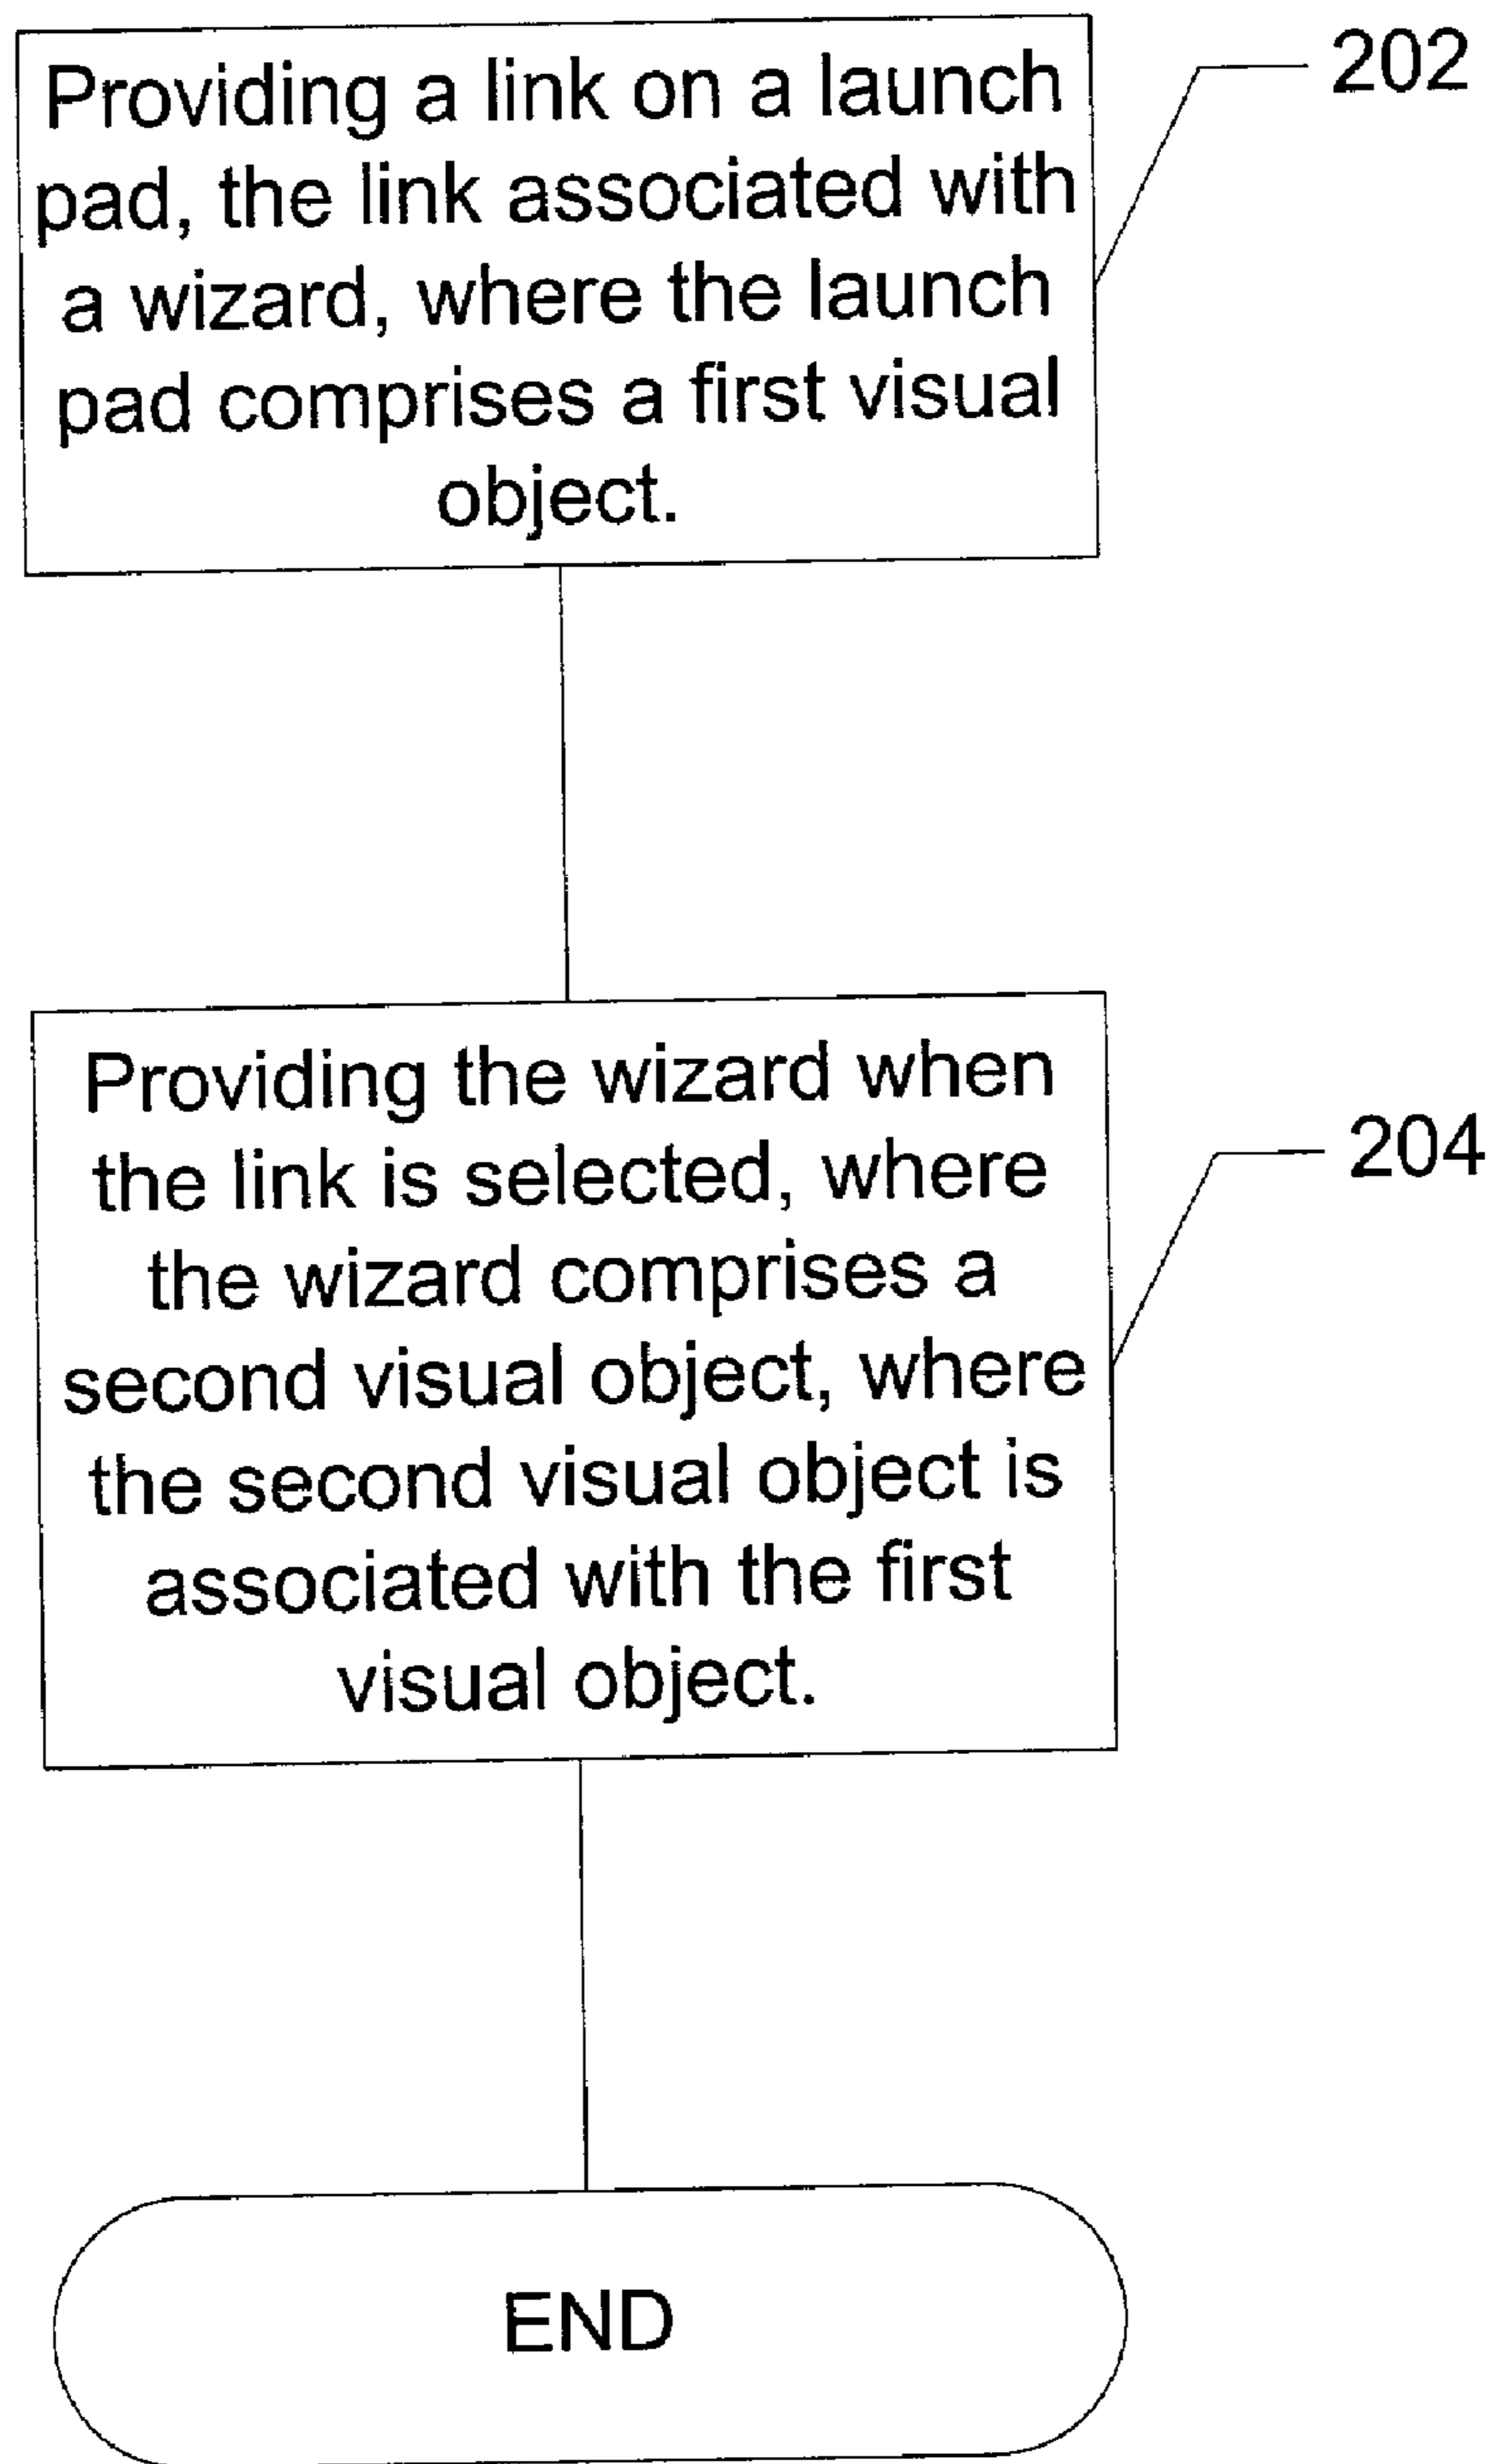 Providing a link on a launch
pad, the link associated with
a wizard, where the launch
pad comprises a first visual
object.
202
Providing the wizard when
the link is selected, where
the wizard comprises a
second visual object, where
the second visual object is
associated with the first
visual object.
204
END